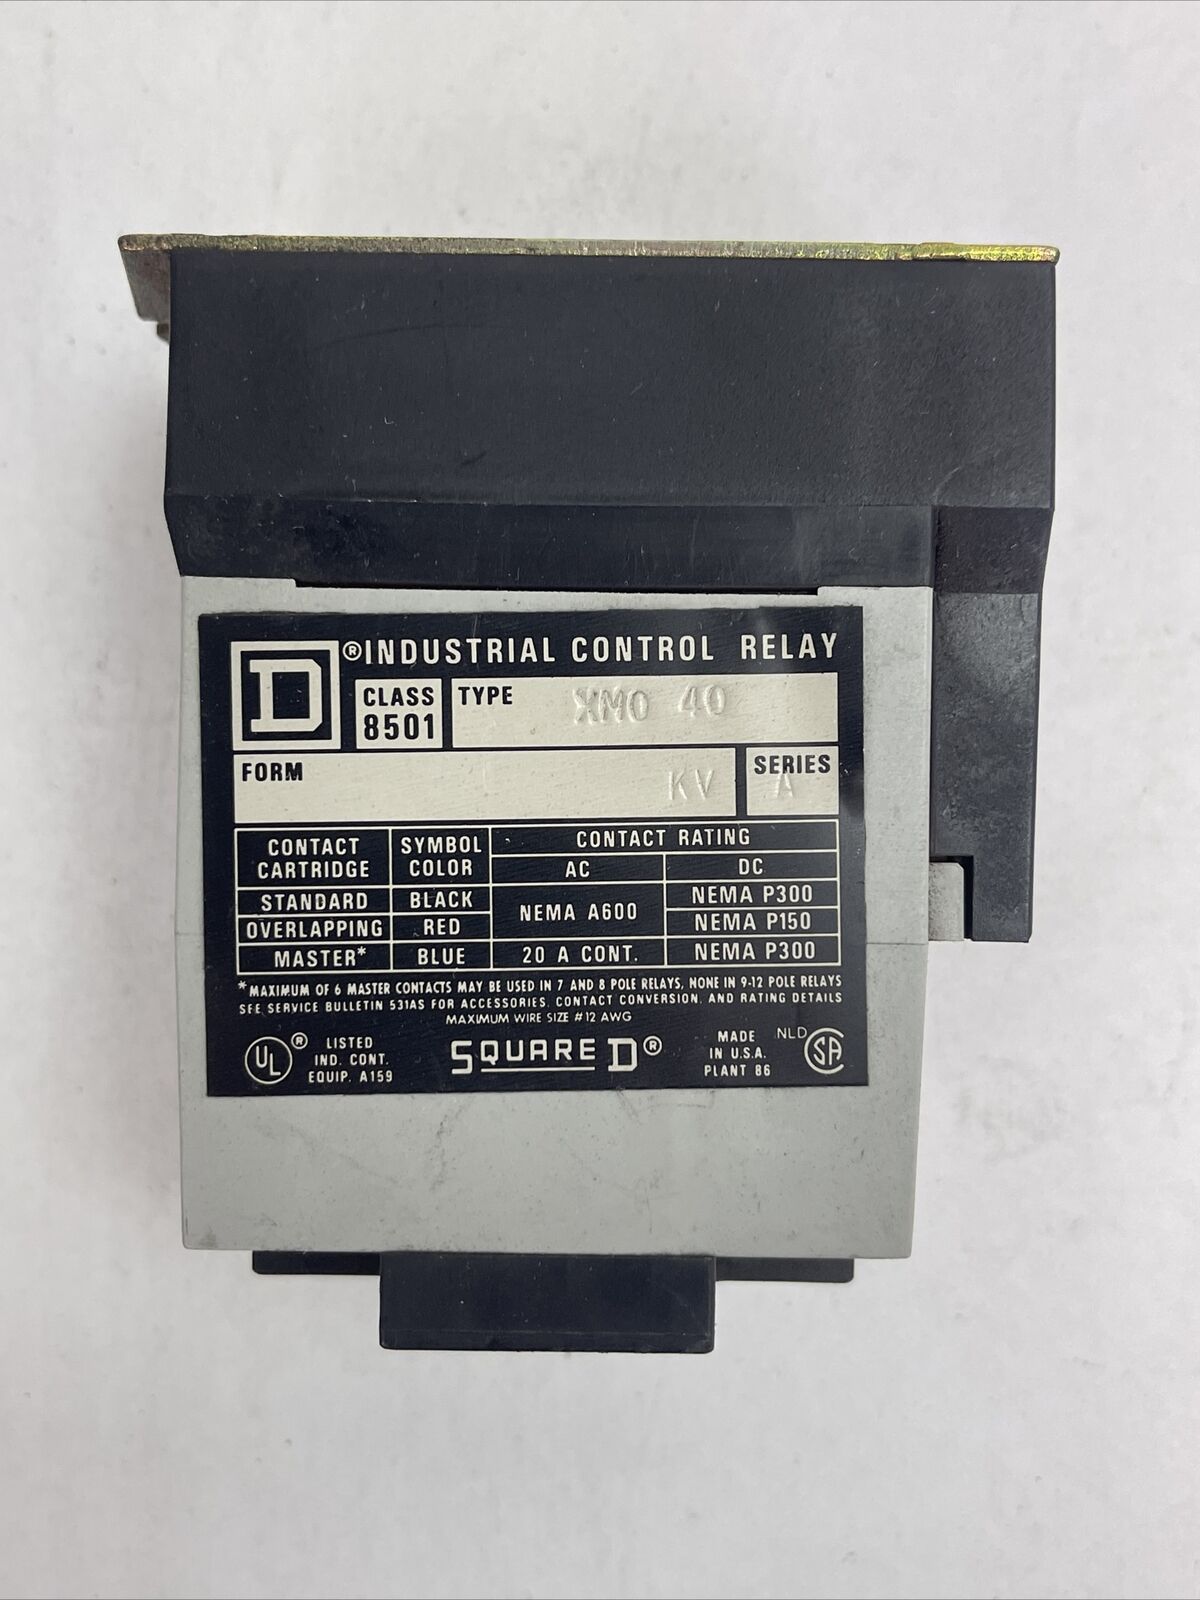 D® INDUSTRIAL CONTROL RELAY
CLASS 8501 TYPE XMO 40
FORM KV SERIES A
CONTACT CARTRIDGE SYMBOL COLOR CONTACT RATING
AC DC
STANDARD BLACK NEMA A600 NEMA P300
OVERLAPPING RED NEMA P150
MASTER* BLUE 20 A CONT. NEMA P300
*MAXIMUM OF 6 MASTER CONTACTS MAY BE USED IN 7 AND 8 POLE RELAYS, NONE IN 9-12 POLE RELAYS
SEE SERVICE BULLETIN 531AS FOR ACCESSORIES, CONTACT CONVERSION, AND RATING DETAILS
MAXIMUM WIRE SIZE #12 AWG
UL® LISTED
IND. CONT.
EQUIP. A159
SQUARE D®
MADE
IN U.S.A.
PLANT 86
NLD SA